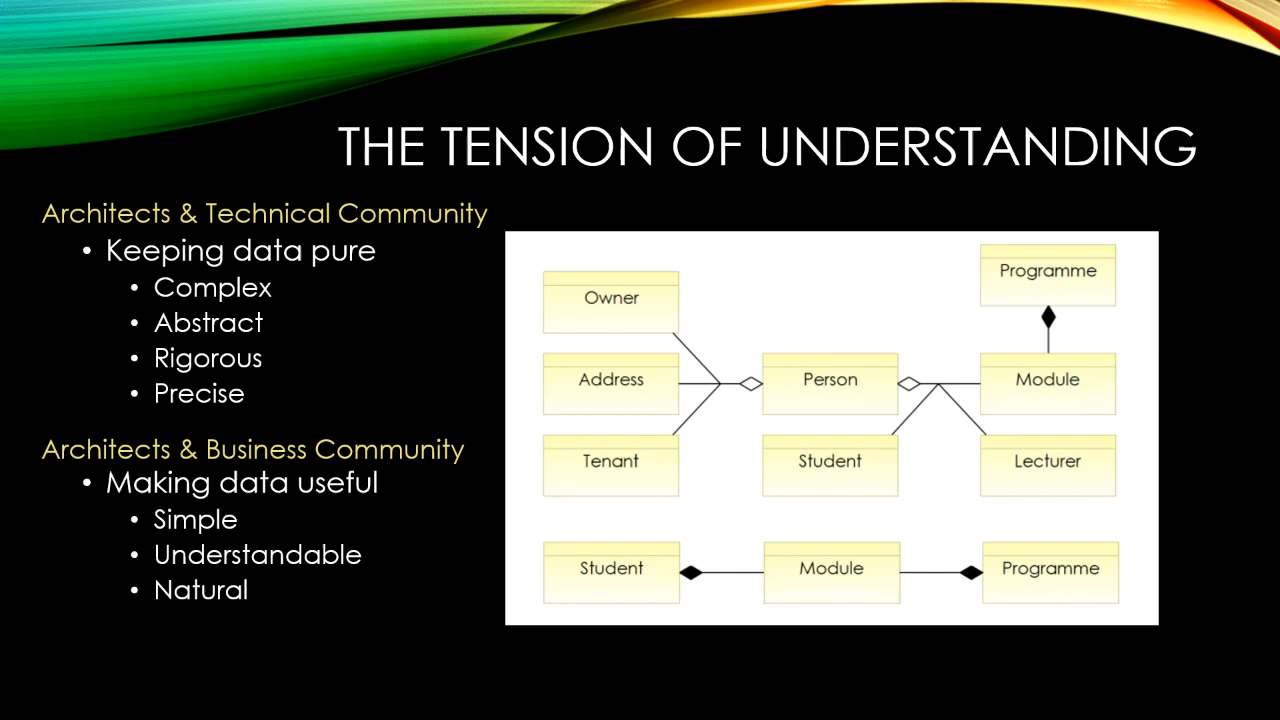 THE TENSION OF UNDERSTANDING
Architects & Technical Community
• Keeping data pure
• Complex
• Abstract
• Rigorous
• Precise
Architects & Business Community
• Making data useful
• Simple
• Understandable
• Natural
Programme
Owner
Address
Person
Module
Tenant
Student
Lecturer
Student
Module
Programme